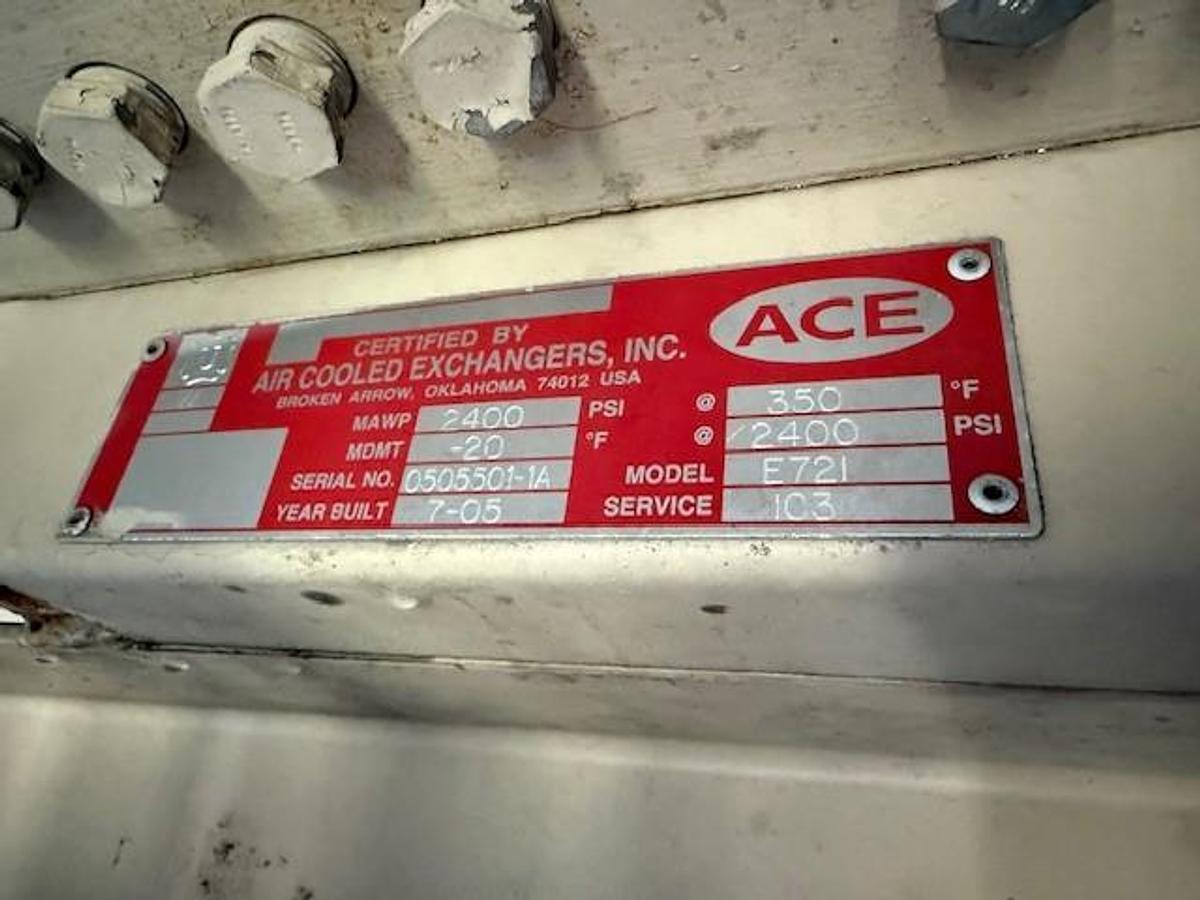 ACE
CERTIFIED BY
AIR COOLED EXCHANGERS, INC.
BROKEN ARROW, OKLAHOMA 74012 USA
MAWP 2400 PSI @ 350 °F
MDMT -20 °F @ 2400 PSI
SERIAL NO. 0505501-1A MODEL E721
YEAR BUILT 7-05 SERVICE IC3